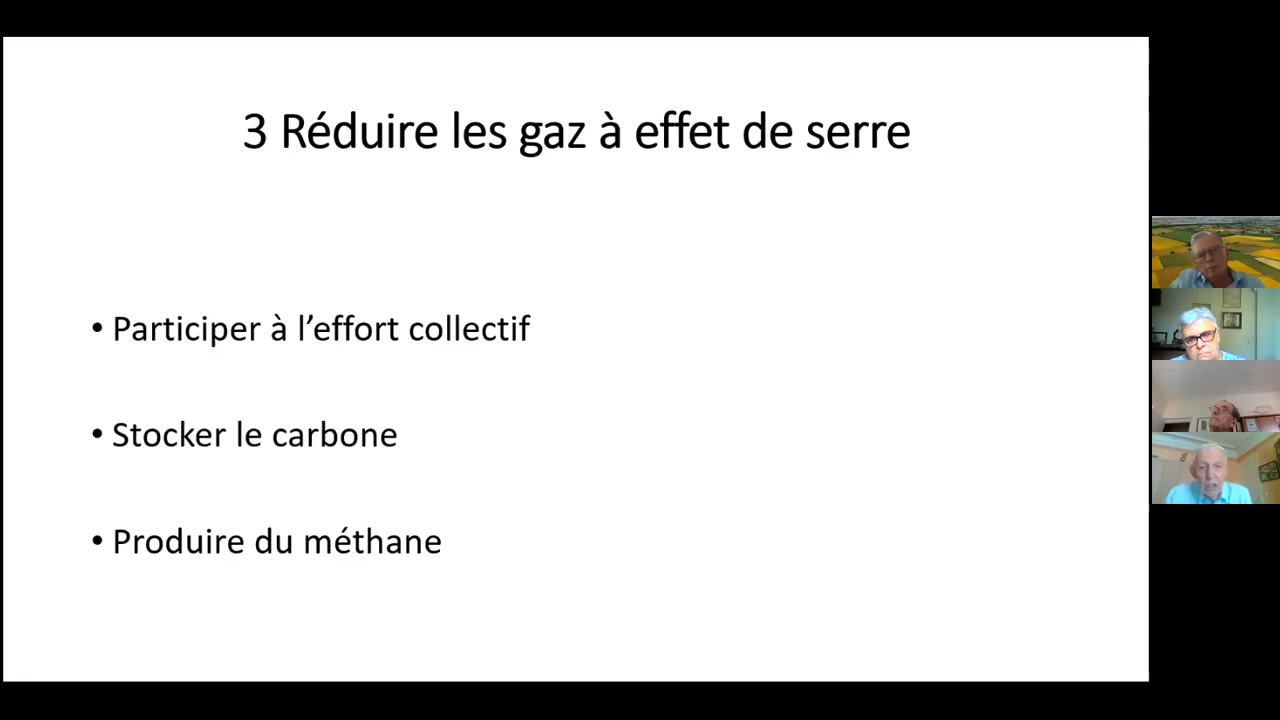 3 Réduire les gaz à effet de serre
• Participer à l’effort collectif
• Stocker le carbone
• Produire du méthane